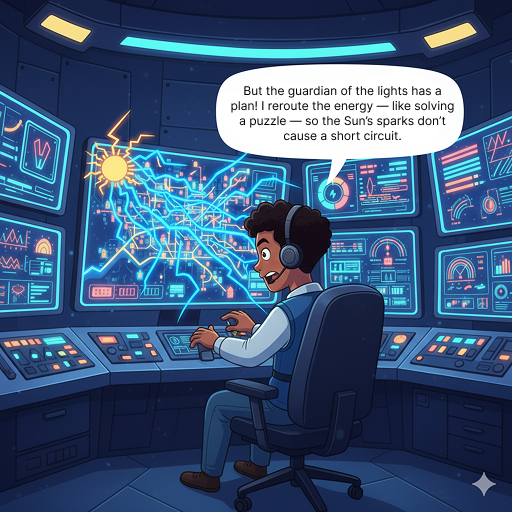 But the guardian of the lights has a
plan! I reroute the energy — like solving
a puzzle — so the Sun’s sparks don’t
cause a short circuit.